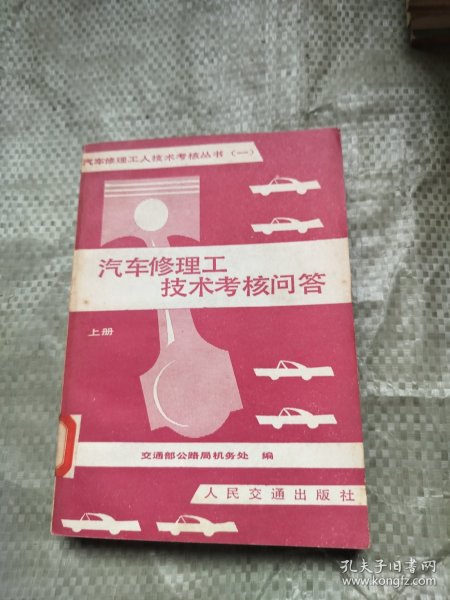 汽车修理工人技术考核丛书（一）
汽车修理工
技术考核问答
上册
交通部公路局机务处 编
人民交通出版社
孔夫子旧书网
www.kongfz.com